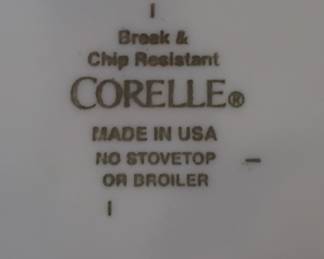 Break &
Chip Resistant
CORELLE®
MADE IN USA
NO STOVETOP
OR BROILER